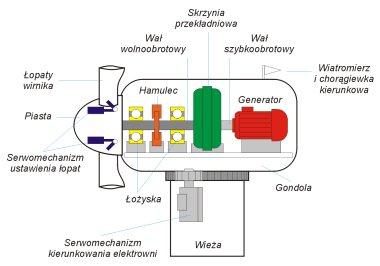 Skrzynia
przekładniowa
Wał
wolnoobrotowy
Wał
szybkoobrotowy
Łopaty
wirnika
Hamulec
Generator
Wiatromierz
i chorągiewka
kierunkowa
Piasta
Serwomechanizm
ustawienia łopat
Łożyska
Gondola
Serwomechanizm
kierunkowania elektrowni
Wieża